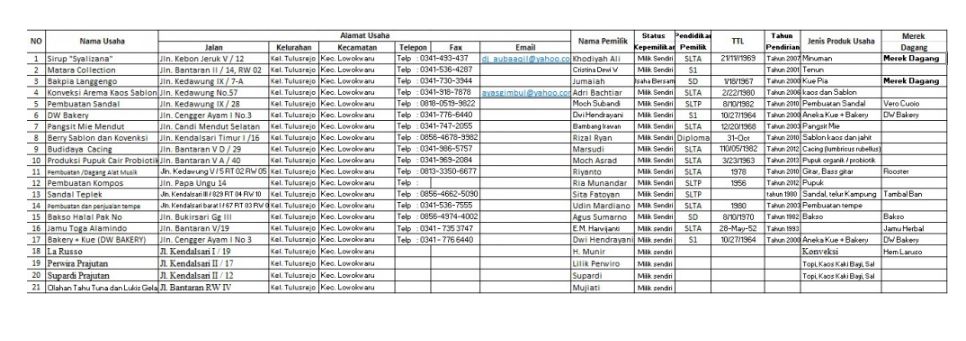 NO Nama Usaha Alamat Usaha Nama Pemilik Status Kepemilikan Pendidikan Pemilik TTL Tahun Pendirian Jenis Produk Usaha Merek Dagang
Jalan Kelurahan Kecamatan Telepon Fax Email
1 Sirup "Syalizana" Jln. Kebon Jeruk V / 12 Kel. Tulusrejo Kec. Lowokwaru Telp : 0341-493-437 Khodiyah Ali Milik Sendiri SLTA 21/11/1969 Tahun 2007 Minuman Merek Dagang
2 Matara Collection Jln. Bantaran II / 14, RW 02 Kel. Tulusrejo Kec. Lowokwaru Telp : 0341-536-4287 Cristina Dewi V Milik Sendiri S1 Tahun 2001 Tenun
3 Bakpia Langgengo Jln. Kedawung IX / 7-A Kel. Tulusrejo Kec. Lowokwaru Telp : 0341-730-3944 Jumaiah SD 1/18/1967 Tahun 2000 Kue Pia Merek Dagang
4 Konveksi Arema Kaos Sablon Jln. Kedawung No.57 Kel. Tulusrejo Kec. Lowokwaru Telp : 0341-918-7878 Adri Bachtiar Milik Sendiri SLTA 2/22/1980 Tahun 2006 kaos dan Sablon
5 Pembuatan Sandal Jln. Kedawung IX / 28 Kel. Tulusrejo Kec. Lowokwaru Telp : 0818-0519-9822 Moch Subandi Milik Sendiri SLTP 8/10/1982 Tahun 2010 Pembuatan Sandal Vero Cuoio
6 DW Bakery Jln. Cengger Ayam I No.3 Kel. Tulusrejo Kec. Lowokwaru Telp : 0341-776-6440 Dwi Hendrayani Milik Sendiri S1 10/27/1964 Tahun 2000 Aneka Kue + Bakery DW Bakery
7 Pangsit Mie Mendut Jln. Candi Mendut Selatan Kel. Tulusrejo Kec. Lowokwaru Telp : 0341-747-2055 Bambang Irawan Milik Sendiri SLTA 12/20/1968 Tahun 2003 Pangsit Mie
8 Berry Sablon dan Kovenksi Jln. Kendalsari Timur I /16 Kel. Tulusrejo Kec. Lowokwaru Telp : 0856-4678-9982 Rizal Ryan Milik Sendiri Diploma 31-Oct Tahun 2010 Sablon kaos dan jahit
9 Budidaya Cacing Jln. Bantaran V D / 29 Kel. Tulusrejo Kec. Lowokwaru Telp : 0341-986-5757 Marsudi Milik Sendiri SLTA 110/05/1982 Tahun 2012 Cacing (lumbricus rubellus)
10 Produksi Pupuk Cair Probiotik Jln. Bantaran V A / 40 Kel. Tulusrejo Kec. Lowokwaru Telp : 0341-969-2084 Moch Asrad Milik Sendiri SLTA 3/23/1963 Tahun 2013 Pupuk organik / probiotik
11 Pembuatan /Dagang Alat Musik Jln. Kedawung V / 5 RT 02 RW 05 Kel. Tulusrejo Kec. Lowokwaru Telp : 0813-3350-6677 Riyanto Milik Sendiri SLTA 1978 Tahun 2010 Gitar, Bass gitar Rooster
12 Pembuatan Kompos Jln. Papa Ungu 14 Kel. Tulusrejo Kec. Lowokwaru Telp : Ria Munandar Milik Sendiri SLTP 1956 Tahun 2012 Pupuk
13 Sandal Teplek Jln. Kendalsari III / 829 RT 04 RV 10 Kel. Tulusrejo Kec. Lowokwaru Telp : 0856-4662-5090 Sita Fatoyan Milik Sendiri SLTP tahun 1980 Sandal, telur Kampung Tambal Ban
14 Pembuatan dan penjualan tempe Jln. Kendalsari barat I / 67 RT 03 RW Kel. Tulusrejo Kec. Lowokwaru Telp : 0341-536-7555 Udin Mardiano Milik Sendiri SLTA 1980 Tahun 2003 Pembuatan tempe
15 Bakso Halal Pak No Jln. Bukirsari Gg III Kel. Tulusrejo Kec. Lowokwaru Telp : 0856-4974-4002 Agus Sumarno Milik Sendiri SD 8/10/1970 Tahun 1982 Bakso Bakso
16 Jamu Toga Alamindo Jln. Bantaran V/19 Kel. Tulusrejo Kec. Lowokwaru Telp : 0341- 735 3747 E.M. Harvijanti Milik Sendiri SLTA 28-May-52 Tahun 1993 Jamu Herbal
17 Bakery + Kue (DW BAKERY) Jln. Cengger Ayam I No 3 Kel. Tulusrejo Kec. Lowokwaru Telp : 0341- 776 6440 Dwi Hendrayani Milik Sendiri S1 10/27/1964 Tahun 2000 Aneka Kue + Bakery DW Bakery
18 La Russo Jl. Kendalsari I / 19 Kel. Tulusrejo Kec. Lowokwaru H. Munir Milik sendiri Konveksi Hem Laruso
19 Perwira Prajutan Jl. Kendalsari II / 17 Kel. Tulusrejo Kec. Lowokwaru Lilik Perwiro Milik sendiri Topi, Kaos Kaki Bayi, Sal
20 Supardi Prajutan Jl. Kendalsari II / 12 Kel. Tulusrejo Kec. Lowokwaru Supardi Milik sendiri Topi, Kaos Kaki Bayi, Sal
21 Olahan Tahu Tuna dan Lukis Gela Jl. Bantaran RW IV Kel. Tulusrejo Kec. Lowokwaru Mujiati Milik sendiri